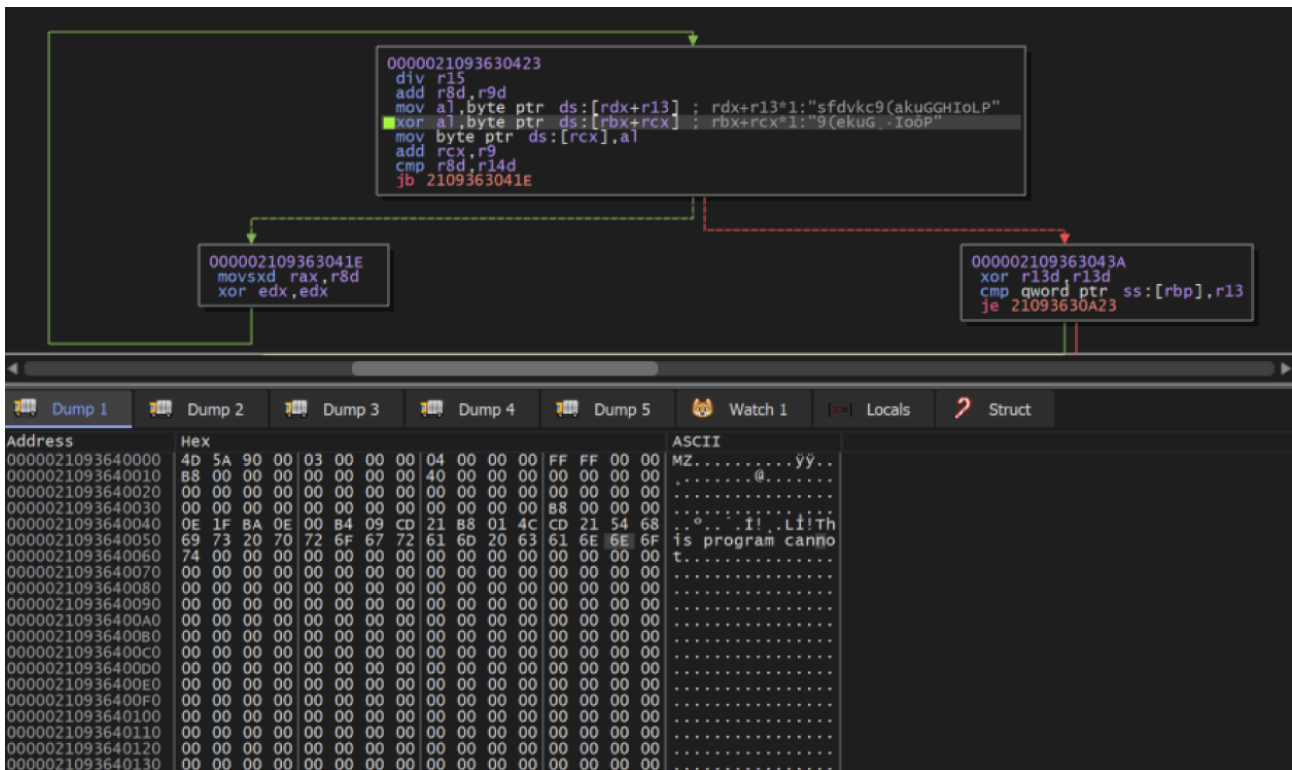 0000021093630423
div r15
add r8d,r9d
mov al,byte ptr ds:[rdx+r13] ; rdx+r13*1:"sfdvkc9(akuGGHIoLP"
xor al,byte ptr ds:[rbx+rcx] ; rbx+rcx*1:"9(ekuG¸·IoôP"
mov byte ptr ds:[rcx],al
add rcx,r9
cmp r8d,r14d
jb 2109363041E
000002109363041E
movsxd rax,r8d
xor edx,edx
000002109363043A
xor r13d,r13d
cmp qword ptr ss:[rbp],r13
je 21093630A23
Dump 1 Dump 2 Dump 3 Dump 4 Dump 5 Watch 1 [x=] Locals Struct
Address Hex ASCII
0000021093640000 4D 5A 90 00 03 00 00 00 04 00 00 00 FF FF 00 00 MZ..........ÿÿ..
0000021093640010 B8 00 00 00 00 00 00 00 40 00 00 00 00 00 00 00 ¸.......@.......
0000021093640020 00 00 00 00 00 00 00 00 00 00 00 00 00 00 00 00 ................
0000021093640030 00 00 00 00 00 00 00 00 00 00 00 00 B8 00 00 00 ............¸...
0000021093640040 0E 1F BA 0E 00 B4 09 CD 21 B8 01 4C CD 21 54 68 ..º..´.Í!¸.LÍ!Th
0000021093640050 69 73 20 70 72 6F 67 72 61 6D 20 63 61 6E 6E 6F is program canno
0000021093640060 74 00 00 00 00 00 00 00 00 00 00 00 00 00 00 00 t...............
0000021093640070 00 00 00 00 00 00 00 00 00 00 00 00 00 00 00 00 ................
0000021093640080 00 00 00 00 00 00 00 00 00 00 00 00 00 00 00 00 ................
0000021093640090 00 00 00 00 00 00 00 00 00 00 00 00 00 00 00 00 ................
00000210936400A0 00 00 00 00 00 00 00 00 00 00 00 00 00 00 00 00 ................
00000210936400B0 00 00 00 00 00 00 00 00 00 00 00 00 00 00 00 00 ................
00000210936400C0 00 00 00 00 00 00 00 00 00 00 00 00 00 00 00 00 ................
00000210936400D0 00 00 00 00 00 00 00 00 00 00 00 00 00 00 00 00 ................
00000210936400E0 00 00 00 00 00 00 00 00 00 00 00 00 00 00 00 00 ................
00000210936400F0 00 00 00 00 00 00 00 00 00 00 00 00 00 00 00 00 ................
0000021093640100 00 00 00 00 00 00 00 00 00 00 00 00 00 00 00 00 ................
0000021093640110 00 00 00 00 00 00 00 00 00 00 00 00 00 00 00 00 ................
0000021093640120 00 00 00 00 00 00 00 00 00 00 00 00 00 00 00 00 ................
0000021093640130 00 00 00 00 00 00 00 00 00 00 00 00 00 00 00 00 ................